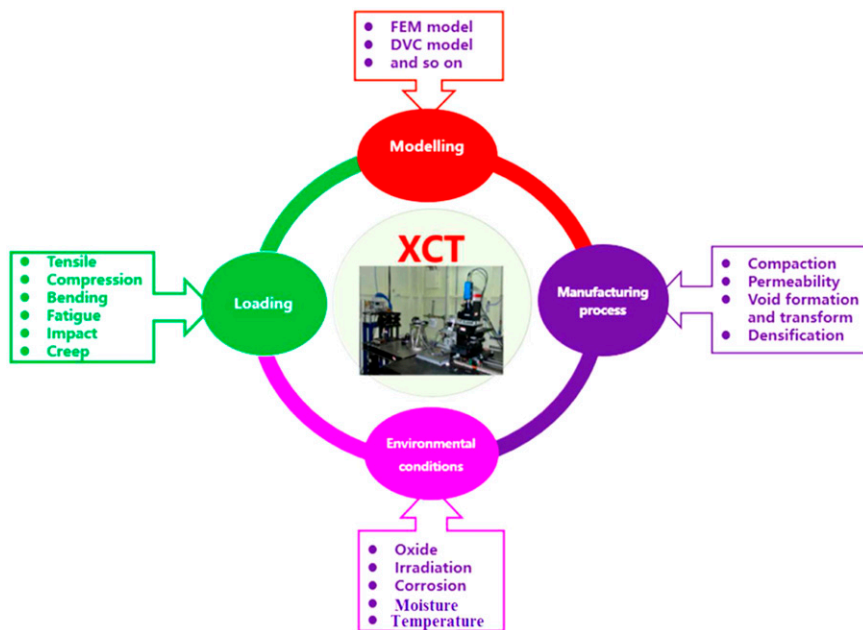 FEM model
DVC model
and so on
Modelling
XCT
Tensile
Compression
Bending
Fatigue
Impact
Creep
Loading
Manufacturing
process
Compaction
Permeability
Void formation
and transform
Densification
Environmental
conditions
Oxide
Irradiation
Corrosion
Moisture
Temperature